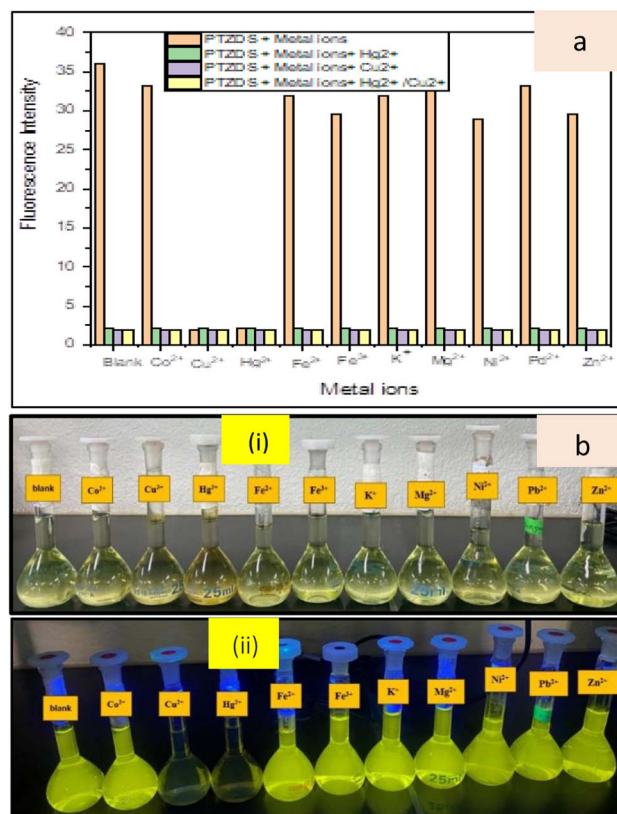 a
PTZDS + Metal ions
PTZDS + Metal ions+ Hg2+
PTZDS + Metal ions+ Cu2+
PTZDS + Metal ions+ Hg2+ /Cu2+
Fluorescence Intensity
40
35
30
25
20
15
10
5
0
Blank Co²⁺ Cu²⁺ Hg²⁺ Fe²⁺ Fe³⁺ K⁺ Mg²⁺ Ni²⁺ Pd²⁺ Zn²⁺
Metal ions
(i)
b
blank Co²⁺ Cu²⁺ Hg²⁺ Fe²⁺ Fe³⁺ K⁺ Mg²⁺ Ni²⁺ Pb²⁺ Zn²⁺
25 25ml 25ml
(ii)
blank Co²⁺ Cu²⁺ Hg²⁺ Fe²⁺ Fe³⁺ K⁺ Mg²⁺ Ni²⁺ Pb²⁺ Zn²⁺
25ml